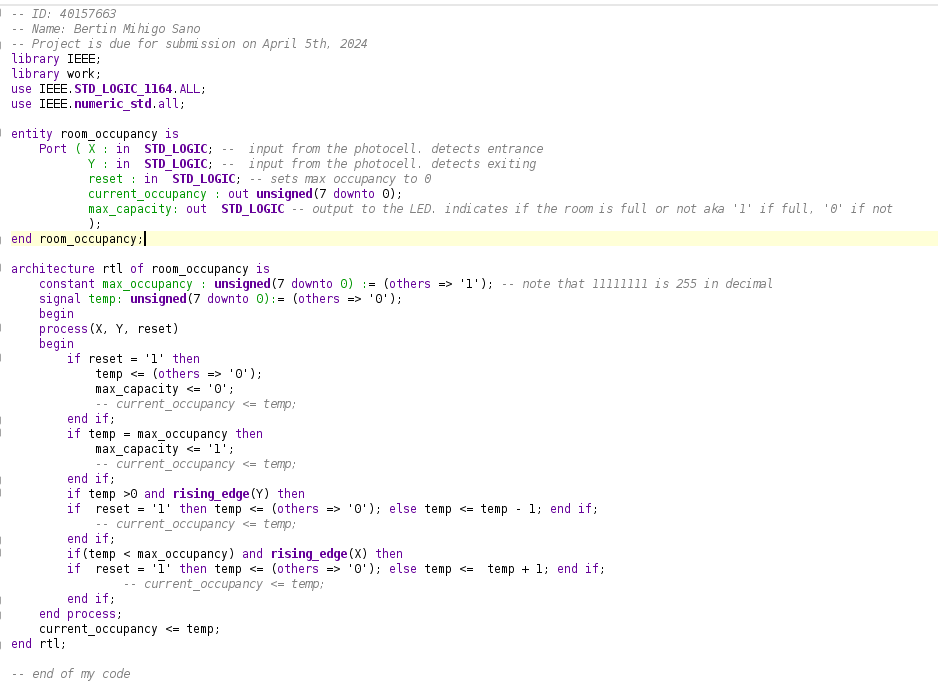 -- ID: 40157663
-- Name: Bertin Mihigo Sano
-- Project is due for submission on April 5th, 2024
library IEEE;
library work;
use IEEE.STD_LOGIC_1164.ALL;
use IEEE.numeric_std.all;
entity room_occupancy is
Port ( X : in  STD_LOGIC; --  input from the photocell. detects entrance
Y : in  STD_LOGIC; --  input from the photocell. detects exiting
reset : in  STD_LOGIC; -- sets max occupancy to 0
current_occupancy : out unsigned(7 downto 0);
max_capacity: out  STD_LOGIC -- output to the LED. indicates if the room is full or not aka '1' if full, '0' if not
);
end room_occupancy;
architecture rtl of room_occupancy is
constant max_occupancy : unsigned(7 downto 0) := (others => '1'); -- note that 11111111 is 255 in decimal
signal temp: unsigned(7 downto 0):= (others => '0');
begin
process(X, Y, reset)
begin
if reset = '1' then
temp <= (others => '0');
max_capacity <= '0';
-- current_occupancy <= temp;
end if;
if temp = max_occupancy then
max_capacity <= '1';
-- current_occupancy <= temp;
end if;
if temp >0 and rising_edge(Y) then
if  reset = '1' then temp <= (others => '0'); else temp <= temp - 1; end if;
-- current_occupancy <= temp;
end if;
if(temp < max_occupancy) and rising_edge(X) then
if  reset = '1' then temp <= (others => '0'); else temp <=  temp + 1; end if;
-- current_occupancy <= temp;
end if;
end process;
current_occupancy <= temp;
end rtl;
-- end of my code